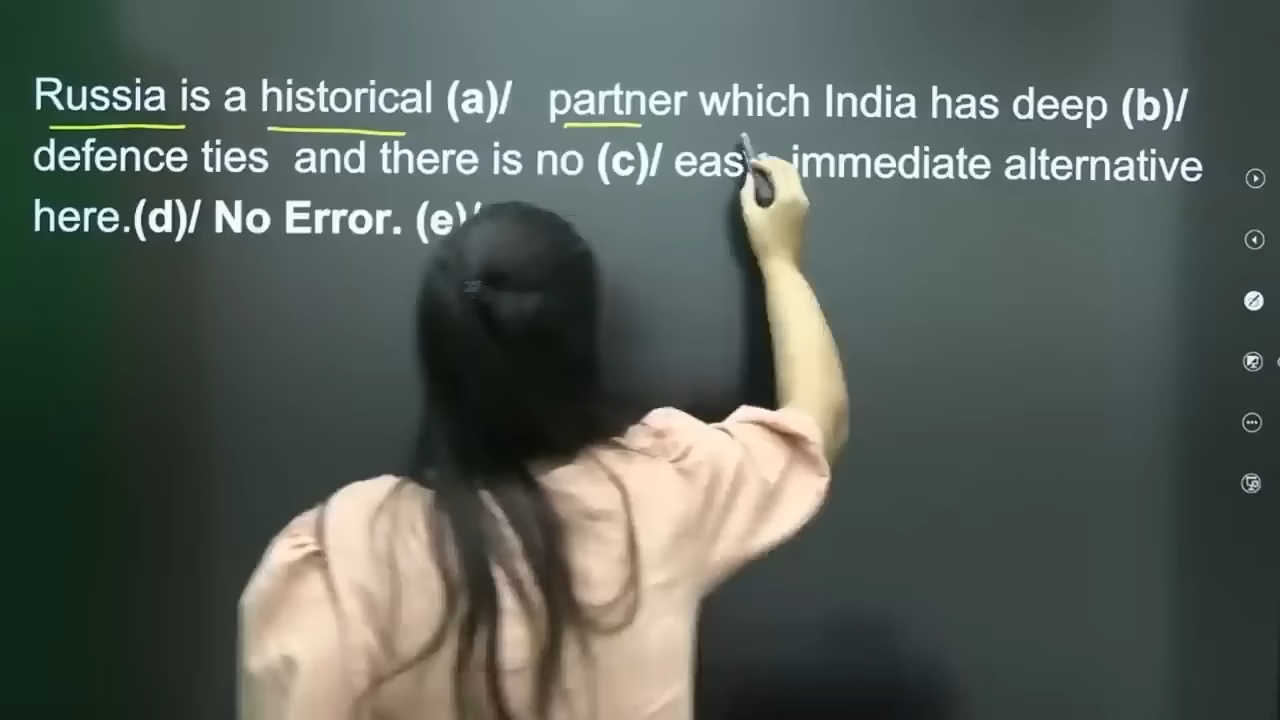 Russia is a historical (a)/ partner which India has deep (b)/
defence ties and there is no (c)/ immediate alternative
here.(d)/ No Error. (e)/